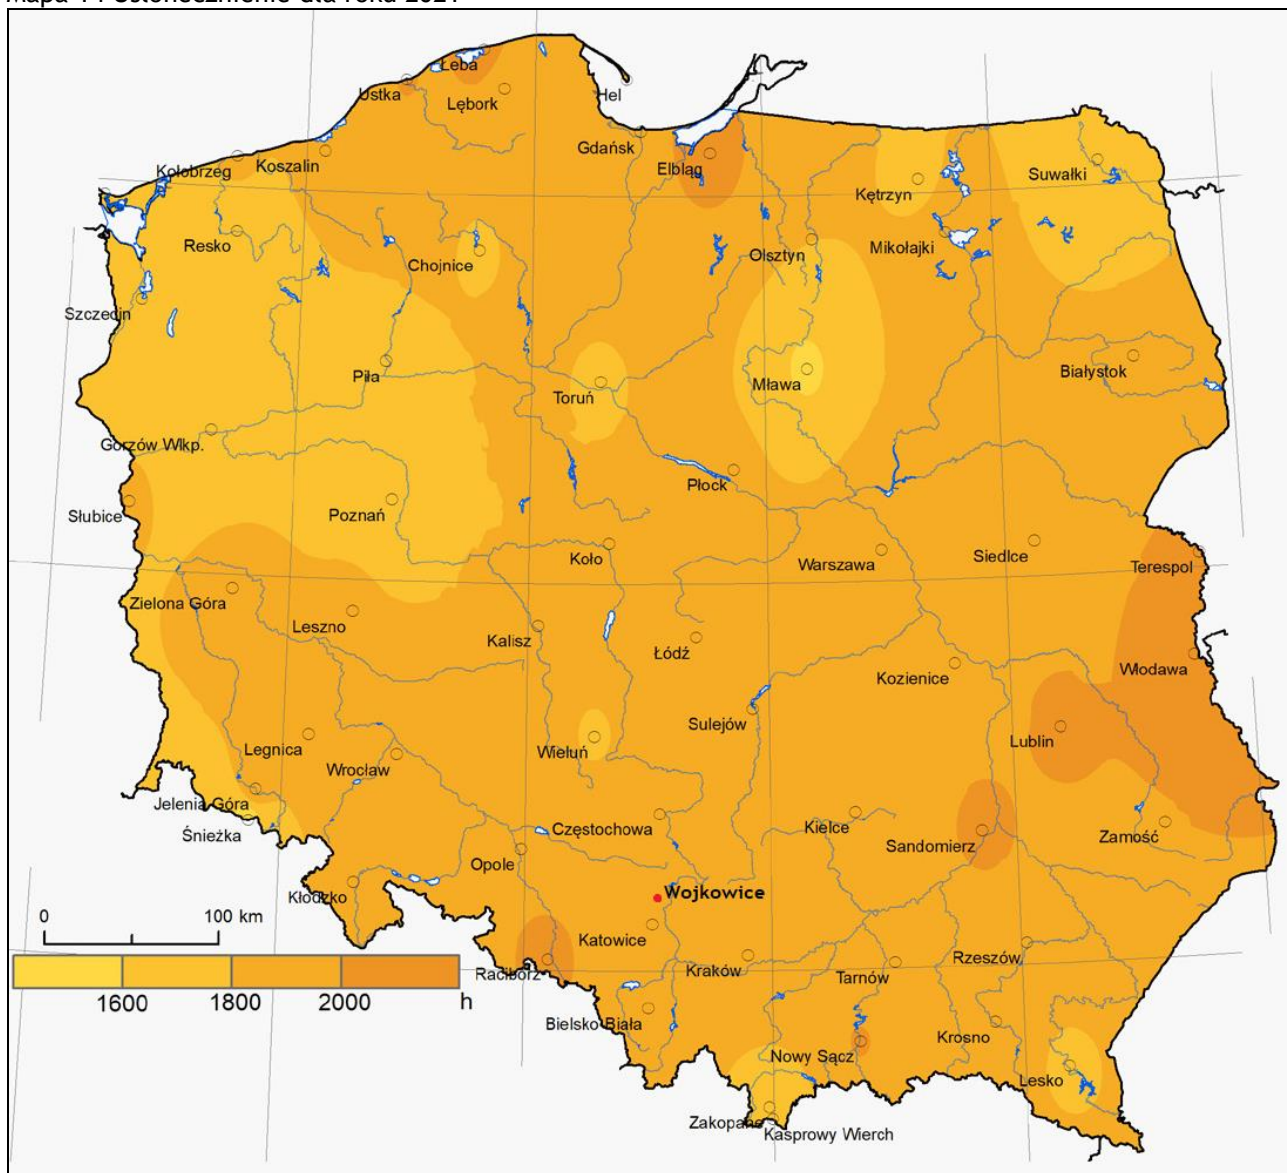 Mapa 1. Usłonecznienie dla roku 2021
Łeba
Ustka
Lębork
Hel
Gdańsk
Kołobrzeg
Koszalin
Elbląg
Kętrzyn
Suwałki
Resko
Chojnice
Olsztyn
Mikołajki
Szczecin
Piła
Toruń
Mława
Białystok
Gorzów Wlkp.
Płock
Słubice
Poznań
Koło
Warszawa
Siedlce
Terespol
Zielona Góra
Leszno
Kalisz
Łódź
Włodawa
Kozienice
Sulejów
Legnica
Wrocław
Wieluń
Lublin
Jelenia Góra
Śnieżka
Częstochowa
Kielce
Sandomierz
Zamość
Opole
Kłodzko
Wojkowice
0 100 km
Katowice
Racibórz
Kraków
Tarnów
Rzeszów
1600 1800 2000 h
Bielsko-Biała
Nowy Sącz
Krosno
Lesko
Zakopane
Kasprowy Wierch